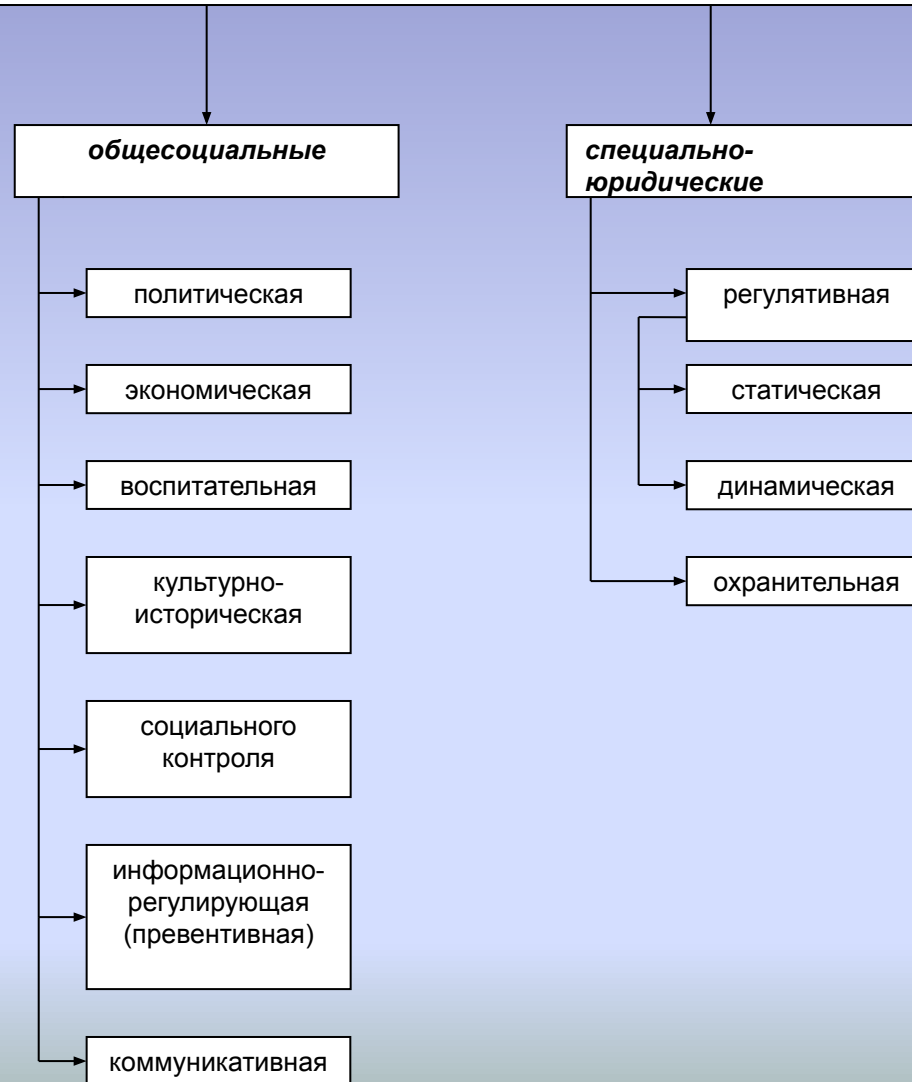 общесоциальные
политическая
экономическая
воспитательная
культурно-
историческая
социального
контроля
информационно-
регулирующая
(превентивная)
коммуникативная
специально-
юридические
регулятивная
статическая
динамическая
охранительная